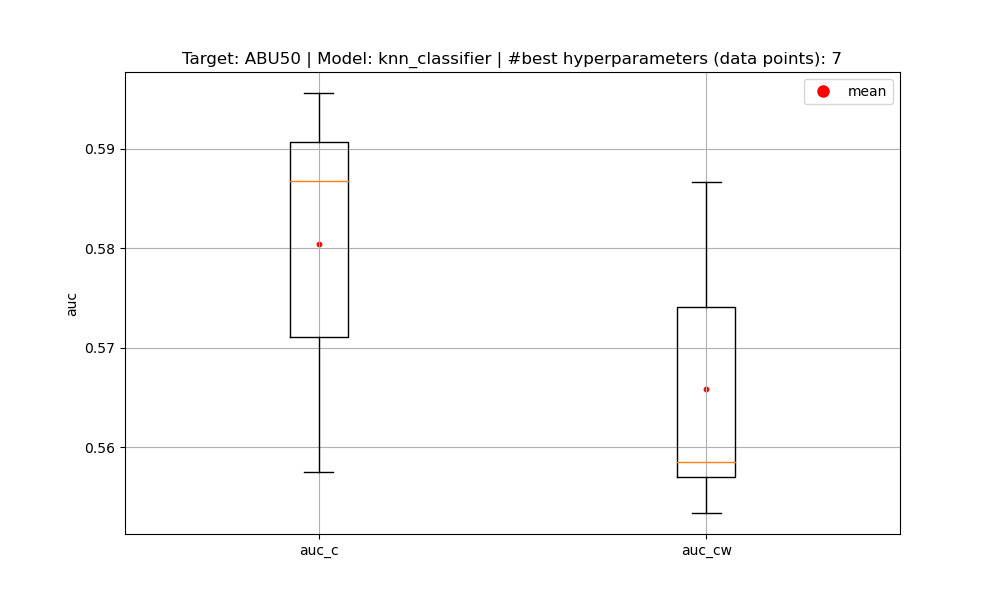 Target: ABU50 | Model: knn_classifier | #best hyperparameters (data points): 7
mean
0.59
0.58
0.57
0.56
auc
auc_c
auc_cw